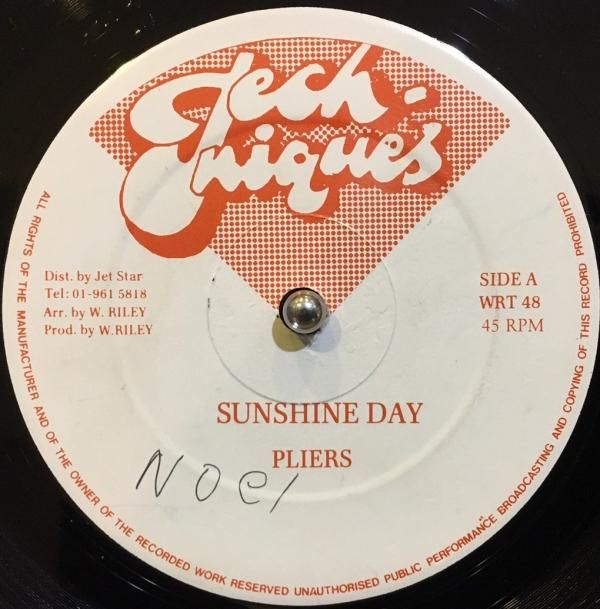 Tech-
niques
Dist. by Jet Star
Tel: 01-961 5818
Arr. by W. RILEY
Prod. by W.RILEY
SIDE A
WRT 48
45 RPM
SUNSHINE DAY
PLIERS
Noel
ALL RIGHTS OF THE MANUFACTURER AND OF THE OWNER OF THE RECORDED WORK RESERVED UNAUTHORISED PUBLIC PERFORMANCE BROADCASTING AND COPYING OF THIS RECORD PROHIBITED